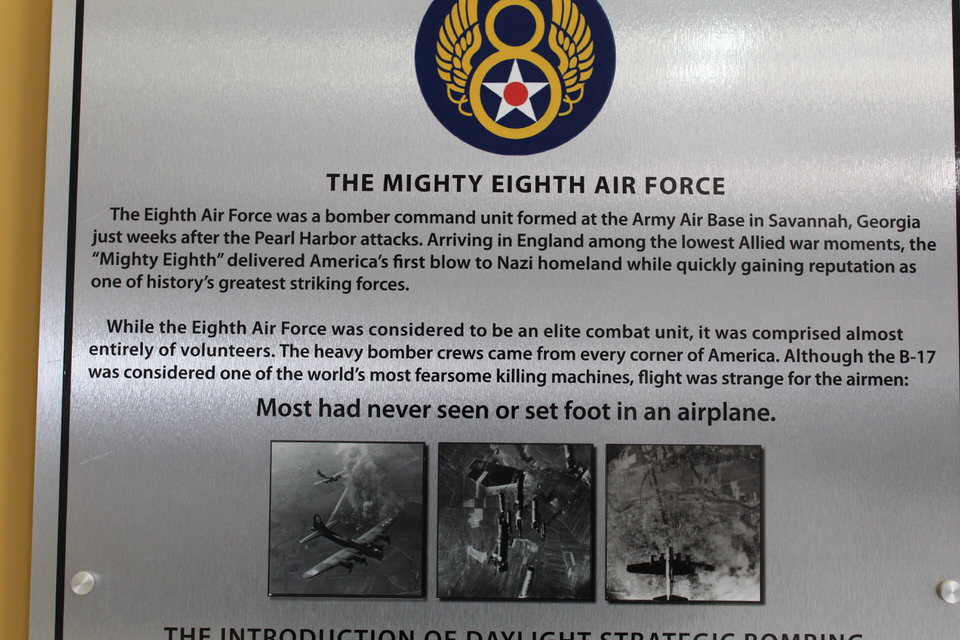 THE MIGHTY EIGHTH AIR FORCE
The Eighth Air Force was a bomber command unit formed at the Army Air Base in Savannah, Georgia
just weeks after the Pearl Harbor attacks. Arriving in England among the lowest Allied war moments, the
“Mighty Eighth” delivered America’s first blow to Nazi homeland while quickly gaining reputation as
one of history’s greatest striking forces.
While the Eighth Air Force was considered to be an elite combat unit, it was comprised almost
entirely of volunteers. The heavy bomber crews came from every corner of America. Although the B-17
was considered one of the world’s most fearsome killing machines, flight was strange for the airmen:
Most had never seen or set foot in an airplane.
THE INTRODUCTION OF DAYLIGHT STRATEGIC BOMBING